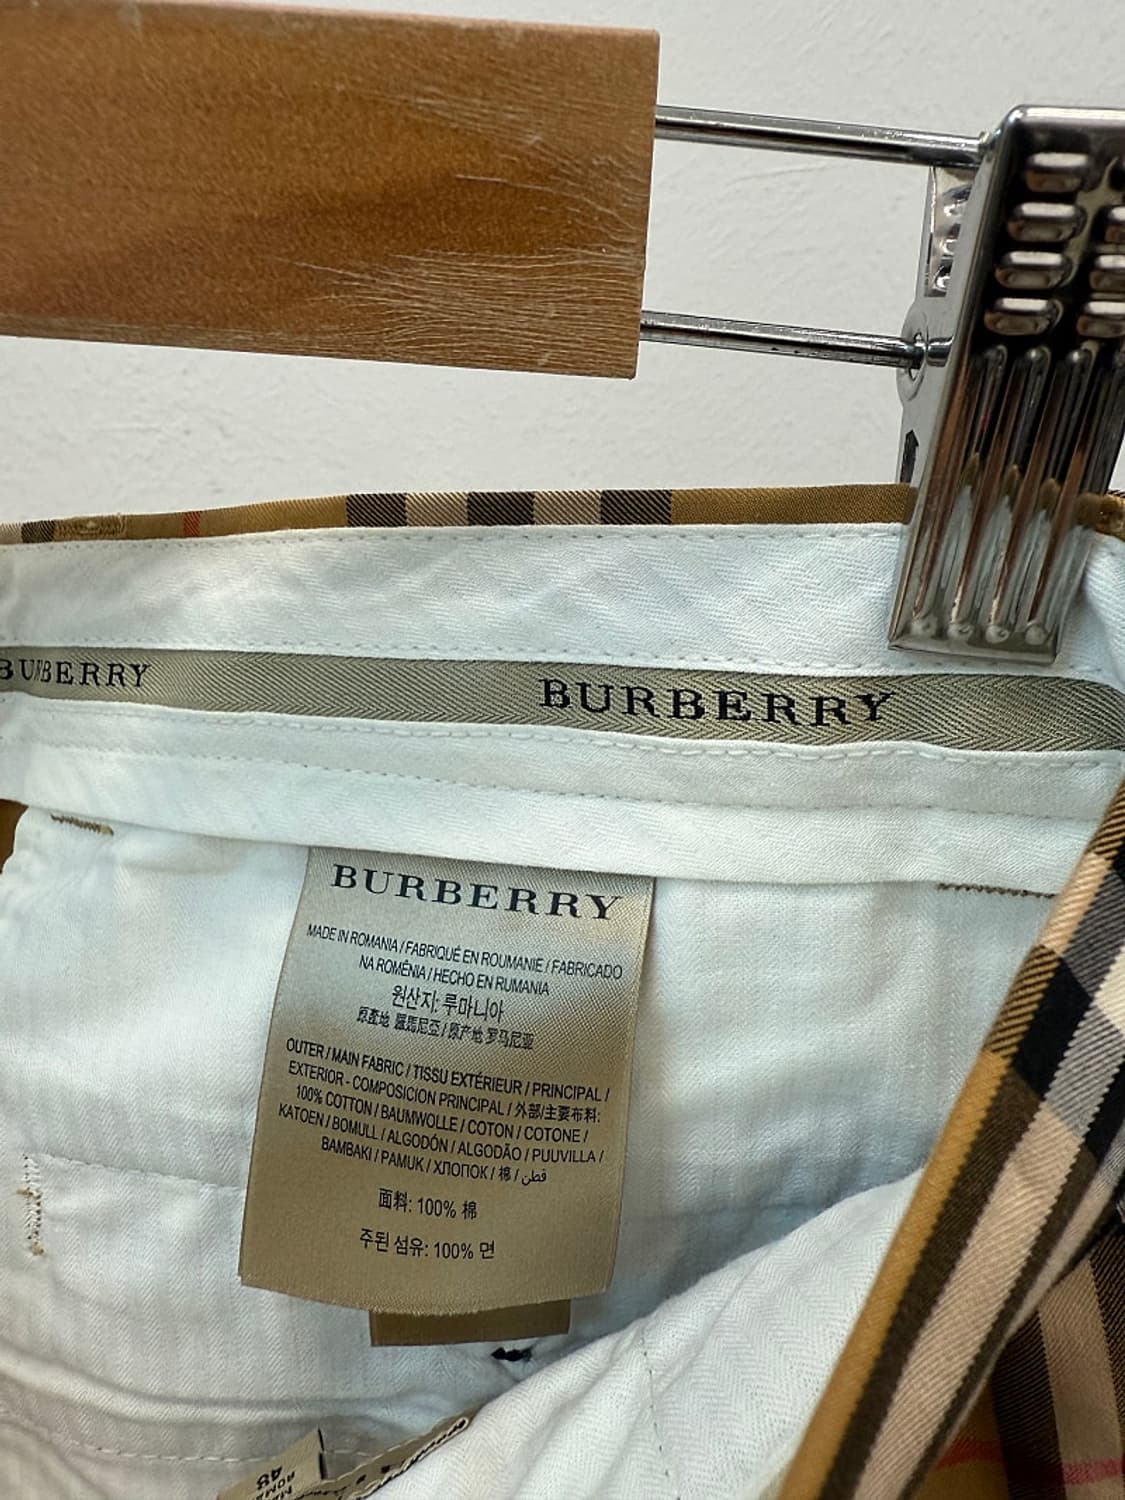 BURBERRY BURBERRY
BURBERRY
MADE IN ROMANIA / FABRIQUÉ EN ROUMANIE / FABRICADO
NA ROMÊNIA / HECHO EN RUMANIA
원산지: 루마니아
原產地 羅馬尼亞 / 原产地 罗马尼亚
OUTER / MAIN FABRIC / TISSU EXTÉRIEUR / PRINCIPAL /
EXTERIOR - COMPOSICION PRINCIPAL / 外部/主要布料:
100% COTTON / BAUMWOLLE / COTON / COTONE /
KATOEN / BOMULL / ALGODÓN / ALGODÃO / PUUVILLA /
BAMBAKI / PAMUK / ХЛОПОК / 棉 / قطن
面料: 100% 棉
주된 섬유: 100% 면
48